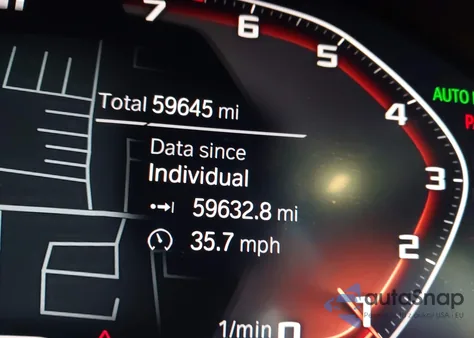 7
6
5
AUTO
Total 59645 mi
4
P
Data since
Individual
3
59632.8 mi
35.7 mph
2
1/min 0
1
autoSnap